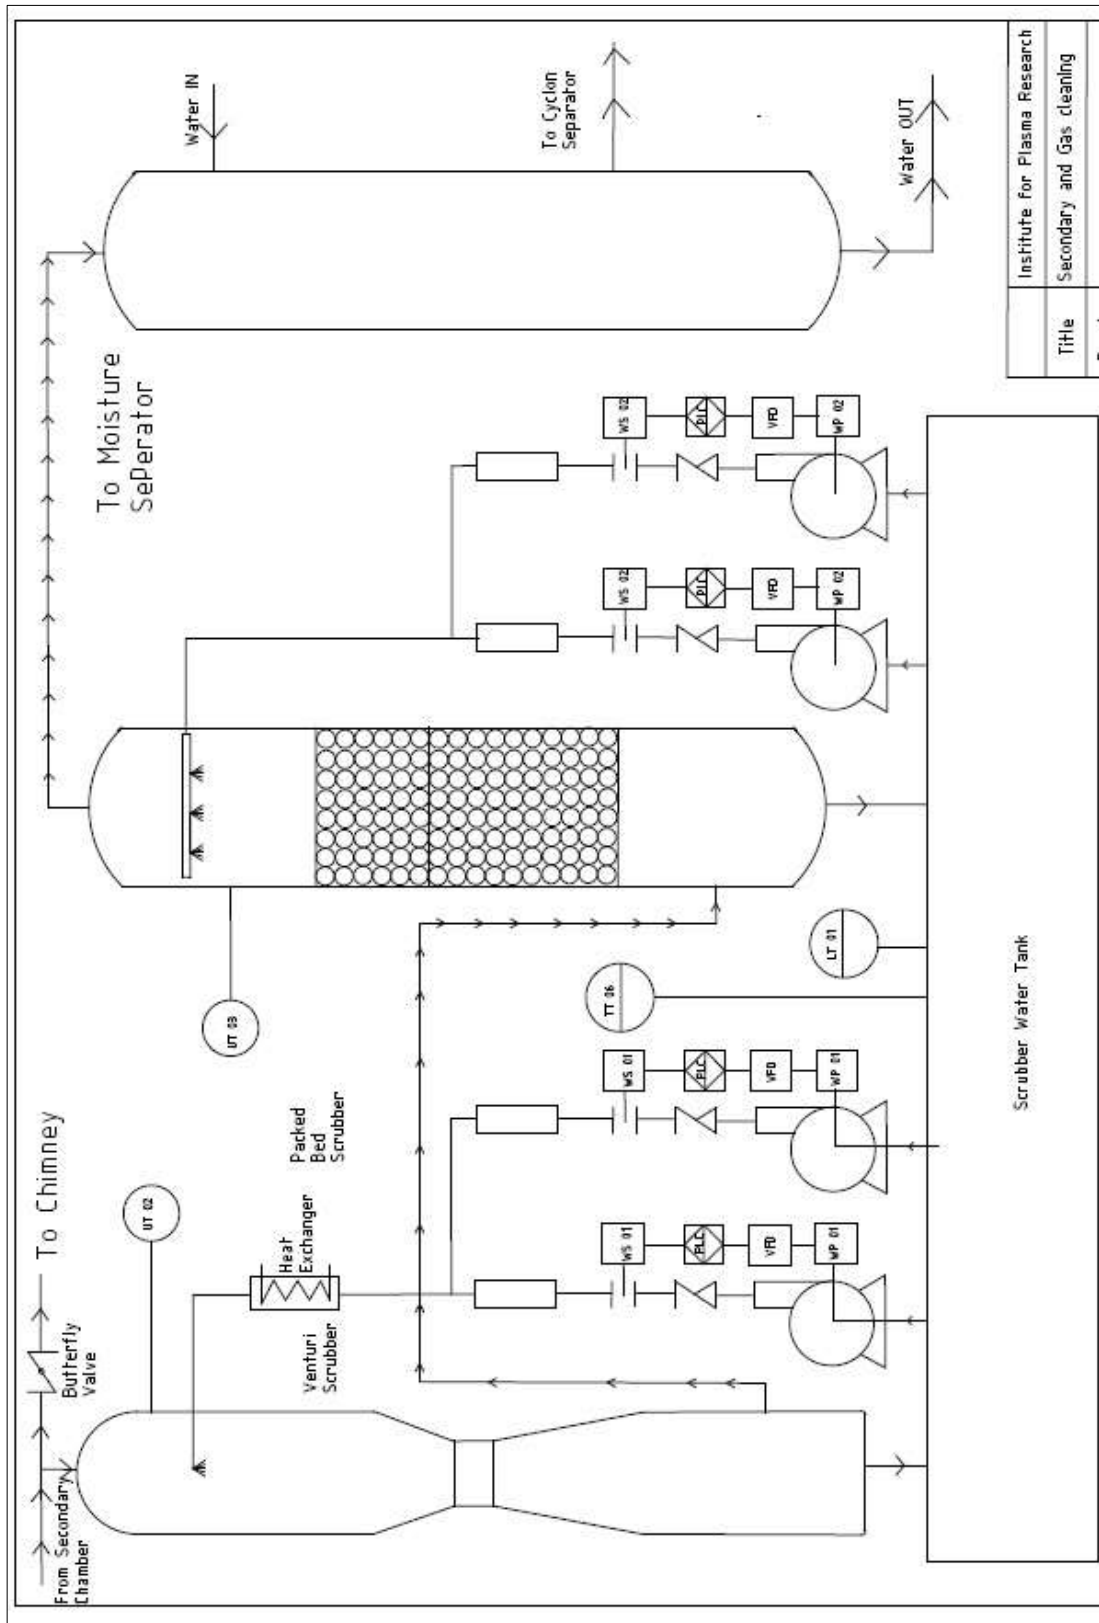 From Secondary
Chamber
Butterfly
Valve
To Chimney
UT 02
Venturi
Scrubber
Heat
Exchanger
Packed
Bed
Scrubber
UT 03
To Moisture
SePerator
Water IN
To Cyclon
Separator
Water OUT
WS 01
PLC
VFD
WP 01
WS 01
PLC
VFD
WP 01
TT 06
LT 01
WS 02
PLC
VFD
WP 02
WS 02
PLC
VFD
WP 02
Scrubber Water Tank
Institute for Plasma Research
Title
Secondary and Gas cleaning